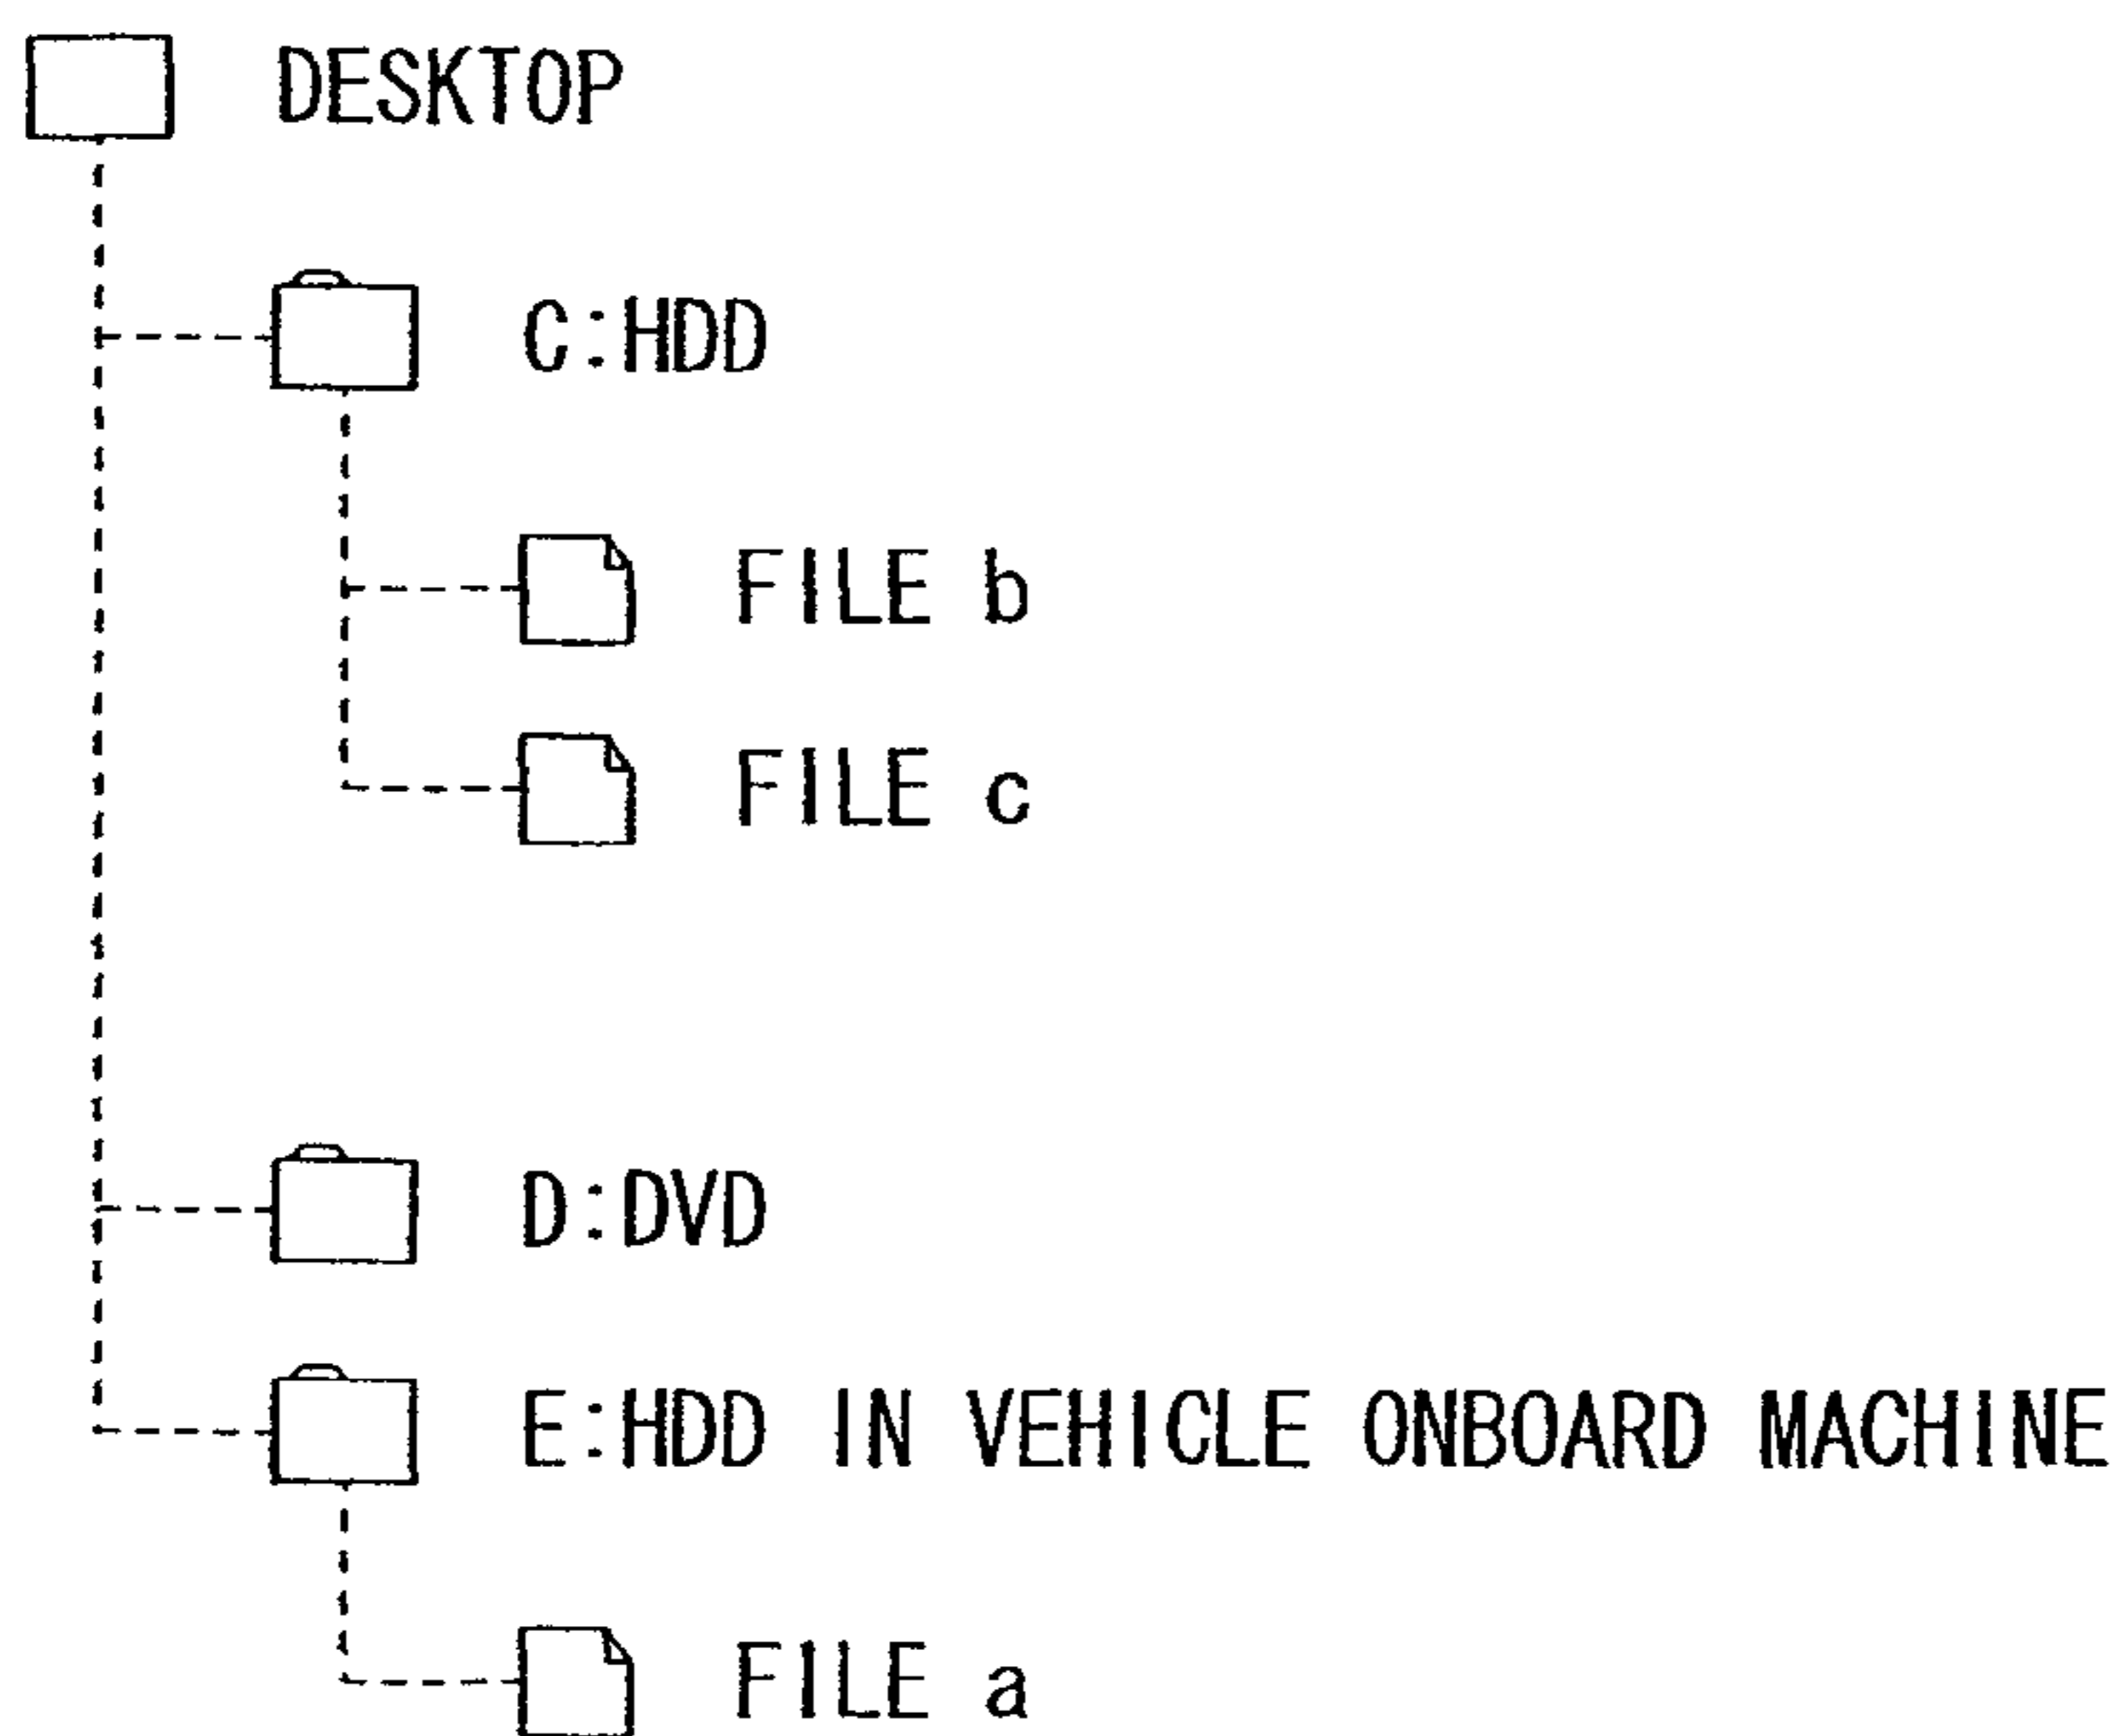 DESKTOP
C:HDD
FILE b
FILE c
D:DVD
E:HDD IN VEHICLE ONBOARD MACHINE
FILE a